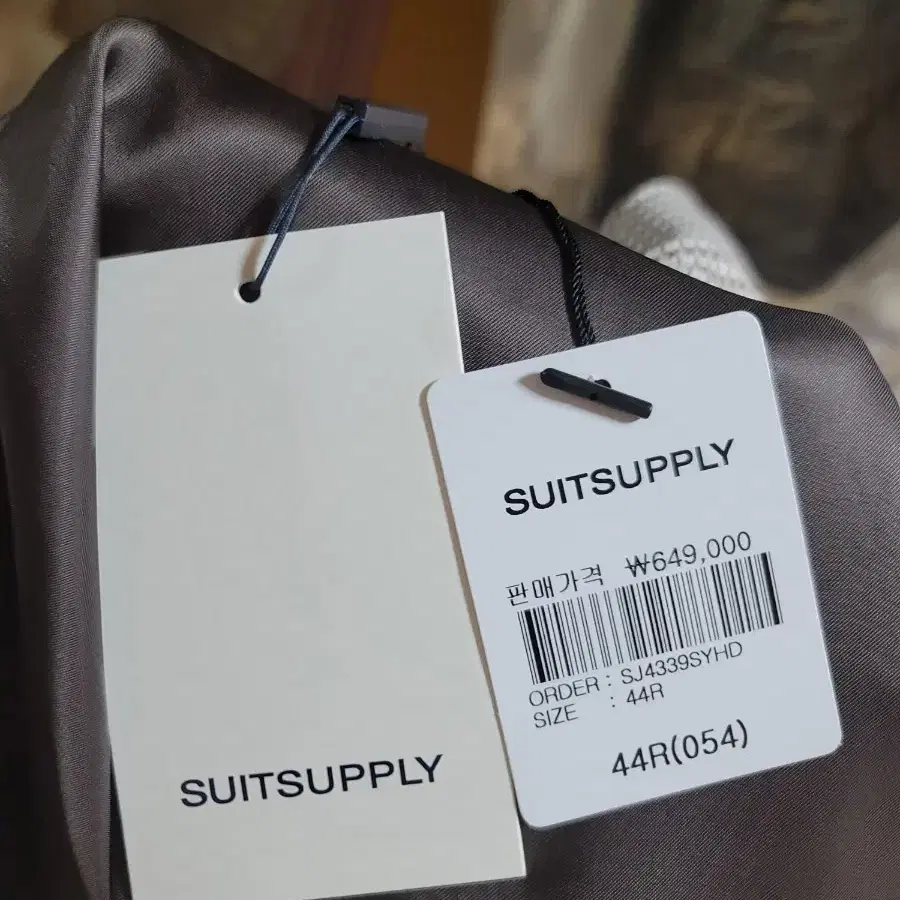 SUITSUPPLY
SUITSUPPLY
판매가격 ₩649,000
ORDER : SJ4339SYHD
SIZE : 44R
44R(054)